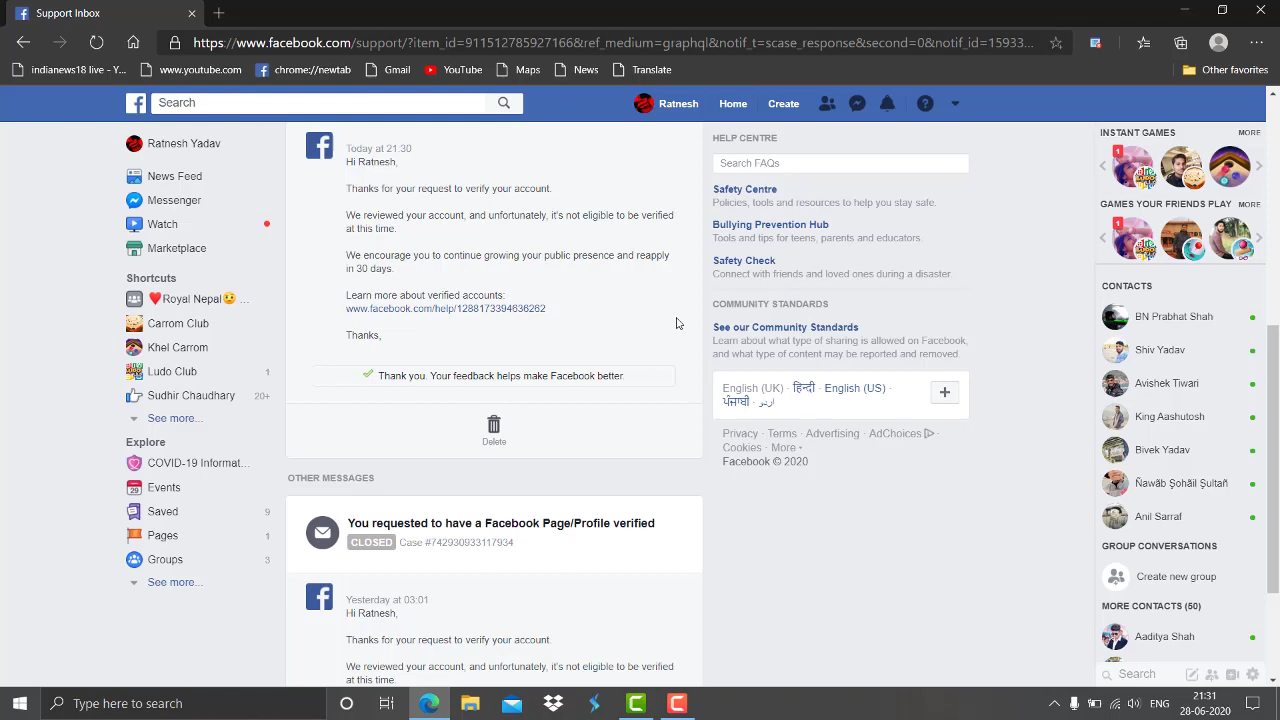 Support Inbox
https://www.facebook.com/support/?item_id=911512785927166&ref_medium=graphql&notif_t=scase_response&second=0&notif_id=15933...
indianews18 live - Y...
www.youtube.com
chrome://newtab
Gmail
YouTube
Maps
News
Translate
Other favorites
Search
Ratnesh
Home
Create
Ratnesh Yadav
News Feed
Messenger
Watch
Marketplace
Shortcuts
❤️Royal Nepal😉 ...
Carrom Club
Khel Carrom
Ludo Club 1
Sudhir Chaudhary 20+
See more...
Explore
COVID-19 Informat...
Events
Saved 9
Pages 1
Groups 3
See more...
Today at 21:30
Hi Ratnesh,
Thanks for your request to verify your account.
We reviewed your account, and unfortunately, it's not eligible to be verified
at this time.
We encourage you to continue growing your public presence and reapply
in 30 days.
Learn more about verified accounts:
www.facebook.com/help/1288173394636262
Thanks,
Thank you. Your feedback helps make Facebook better.
Delete
OTHER MESSAGES
You requested to have a Facebook Page/Profile verified
CLOSED Case #742930933117934
Yesterday at 03:01
Hi Ratnesh,
Thanks for your request to verify your account.
We reviewed your account, and unfortunately, it's not eligible to be verified
at this time.
HELP CENTRE
Search FAQs
Safety Centre
Policies, tools and resources to help you stay safe.
Bullying Prevention Hub
Tools and tips for teens, parents and educators.
Safety Check
Connect with friends and loved ones during a disaster.
COMMUNITY STANDARDS
See our Community Standards
Learn about what type of sharing is allowed on Facebook,
and what type of content may be reported and removed.
English (UK) · हिन्दी · English (US) ·
ਪੰਜਾਬੀ · اردو
Privacy · Terms · Advertising · AdChoices ·
Cookies · More
Facebook © 2020
INSTANT GAMES MORE
1
GAMES YOUR FRIENDS PLAY MORE
1
CONTACTS
BN Prabhat Shah
Shiv Yadav
Avishek Tiwari
King Aashutosh
Bivek Yadav
Ñawãb Şohãil Şultañ
Anil Sarraf
GROUP CONVERSATIONS
Create new group
MORE CONTACTS (50)
Aaditya Shah
Search
Type here to search
ENG
21:31
28-06-2020